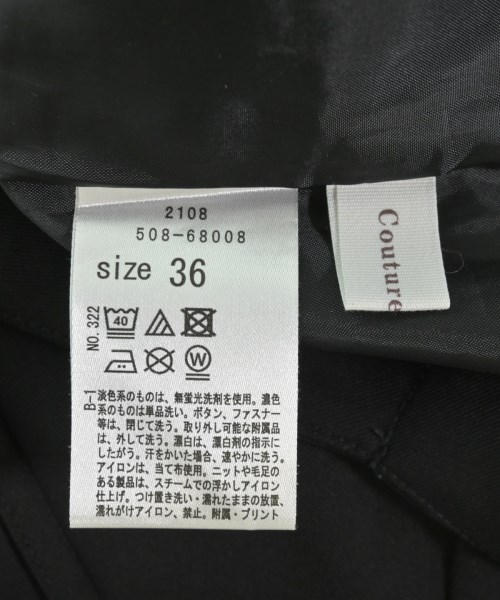 2108
508-68008
size 36
NO.322
40
W
B-1
淡色系のものは、無蛍光洗剤を使用。濃色
系のものは単品洗い。ボタン、ファスナー
等は、閉じて洗う。取り外し可能な附属品
は、外して洗う。漂白は、漂白剤の指示に
したがう。汗をかいた場合、速やかに洗う。
アイロンは、当て布使用。ニットや毛足の
ある製品は、スチームでの浮かしアイロン
仕上げ。つけ置き洗い・濡れたままの放置、
濡れがけアイロン、禁止。附属・プリント
Couture